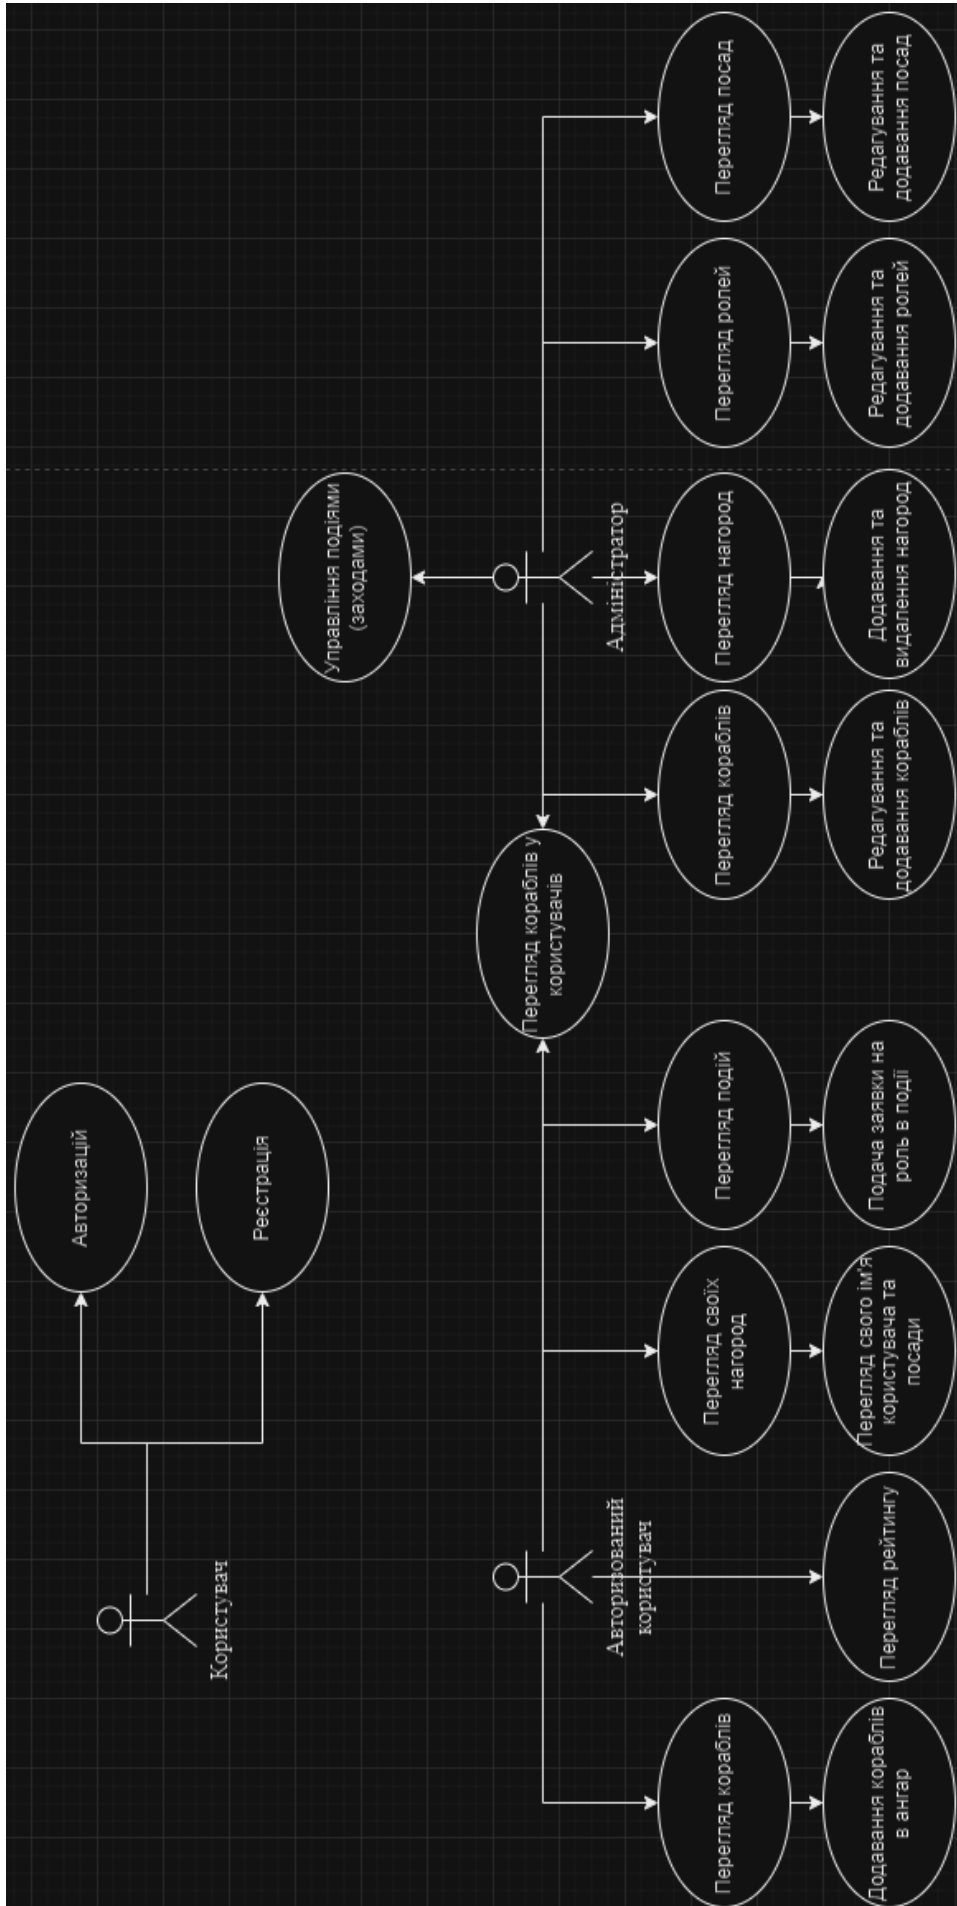 Авторизацій
Реєстрація
Користувач
Управління подіями
(заходами)
Перегляд кораблів у
користувачів
Авторизований
користувач
Адміністратор
Перегляд кораблів
Перегляд своїх
нагород
Перегляд подій
Перегляд кораблів
Перегляд нагород
Перегляд ролей
Перегляд посад
Додавання кораблів
в ангар
Перегляд рейтингу
Перегляд свого ім'я
користувача та
посади
Подача заявки на
роль в події
Редагування та
додавання кораблів
Додавання та
видалення нагород
Редагування та
додавання ролей
Редагування та
додавання посад